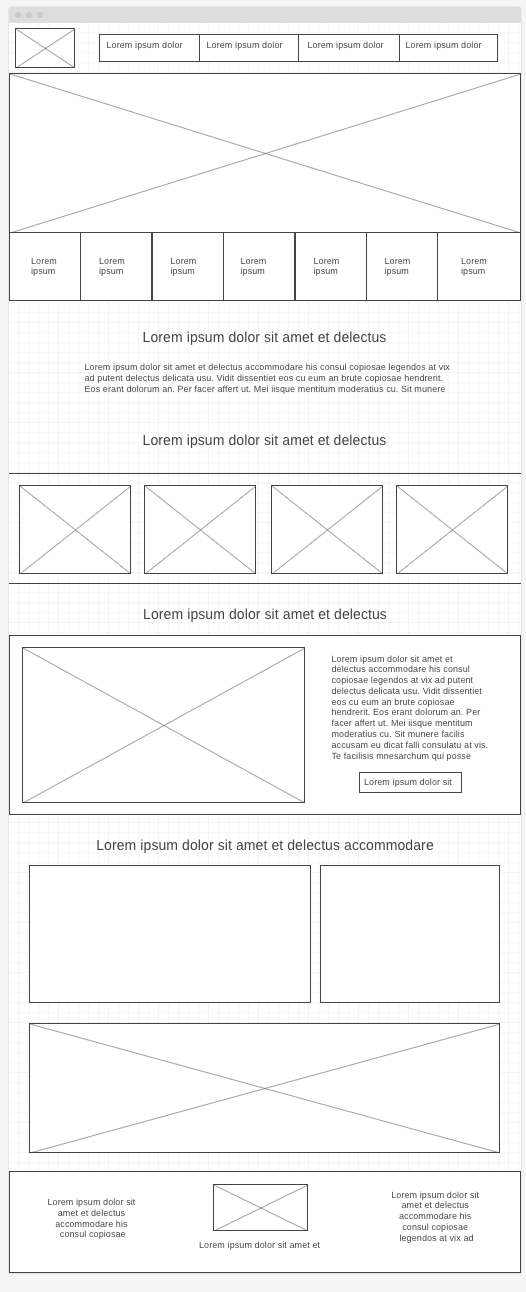 Lorem ipsum dolor Lorem ipsum dolor Lorem ipsum dolor Lorem ipsum dolor
Lorem Lorem Lorem Lorem Lorem Lorem Lorem
ipsum ipsum ipsum ipsum ipsum ipsum ipsum
Lorem ipsum dolor sit amet et delectus
Lorem ipsum dolor sit amet et delectus accommodare his consul copiosae legendos at vix
ad putent delectus delicata usu. Vidit dissentiet eos cu eum an brute copiosae hendrerit.
Eos erant dolorum an. Per facer affert ut. Mei iisque mentitum moderatius cu. Sit munere
Lorem ipsum dolor sit amet et delectus
Lorem ipsum dolor sit amet et delectus
Lorem ipsum dolor sit amet et
delectus accommodare his consul
copiosae legendos at vix ad putent
delectus delicata usu. Vidit dissentiet
eos cu eum an brute copiosae
hendrerit. Eos erant dolorum an. Per
facer affert ut. Mei iisque mentitum
moderatius cu. Sit munere facilis
accusam eu dicat falli consulatu at vis.
Te facilisis mnesarchum qui posse
Lorem ipsum dolor sit
Lorem ipsum dolor sit amet et delectus accommodare
Lorem ipsum dolor sit
amet et delectus
accommodare his
consul copiosae
Lorem ipsum dolor sit amet et
Lorem ipsum dolor sit
amet et delectus
accommodare his
consul copiosae
legendos at vix ad